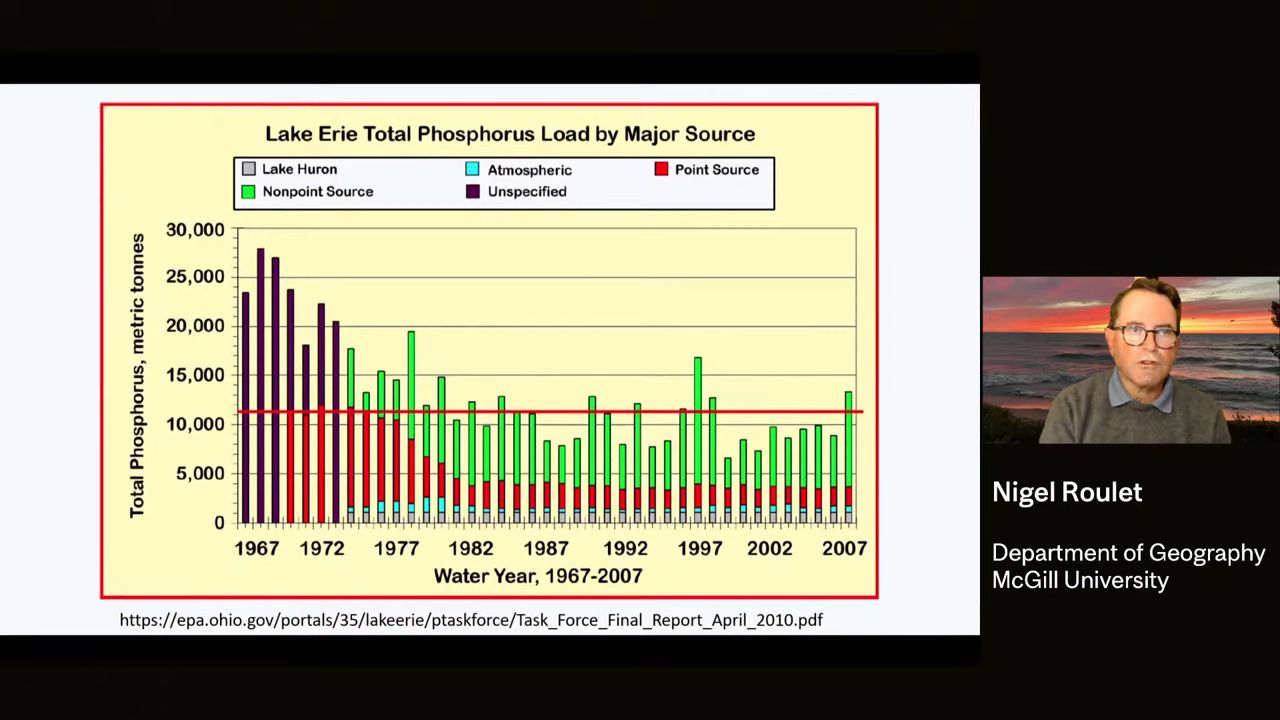 Lake Erie Total Phosphorus Load by Major Source
Lake Huron
Atmospheric
Point Source
Nonpoint Source
Unspecified
Total Phosphorus, metric tonnes
30,000
25,000
20,000
15,000
10,000
5,000
0
1967 1972 1977 1982 1987 1992 1997 2002 2007
Water Year, 1967-2007
https://epa.ohio.gov/portals/35/lakeerie/ptaskforce/Task_Force_Final_Report_April_2010.pdf
Nigel Roulet
Department of Geography
McGill University